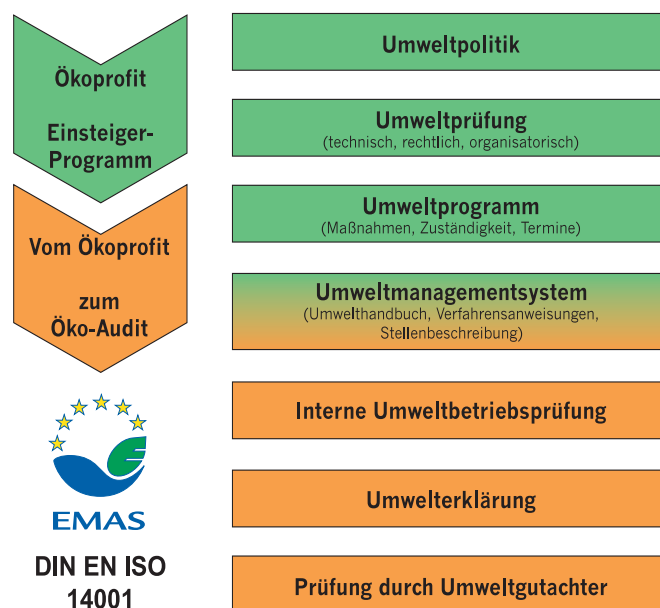 Ökoprofit
Einsteiger-
Programm
Vom Ökoprofit
zum
Öko-Audit
EMAS
DIN EN ISO
14001
Umweltpolitik
Umweltprüfung
(technisch, rechtlich, organisatorisch)
Umweltprogramm
(Maßnahmen, Zuständigkeit, Termine)
Umweltmanagementsystem
(Umwelthandbuch, Verfahrensanweisungen,
Stellenbeschreibung)
Interne Umweltbetriebsprüfung
Umwelterklärung
Prüfung durch Umweltgutachter